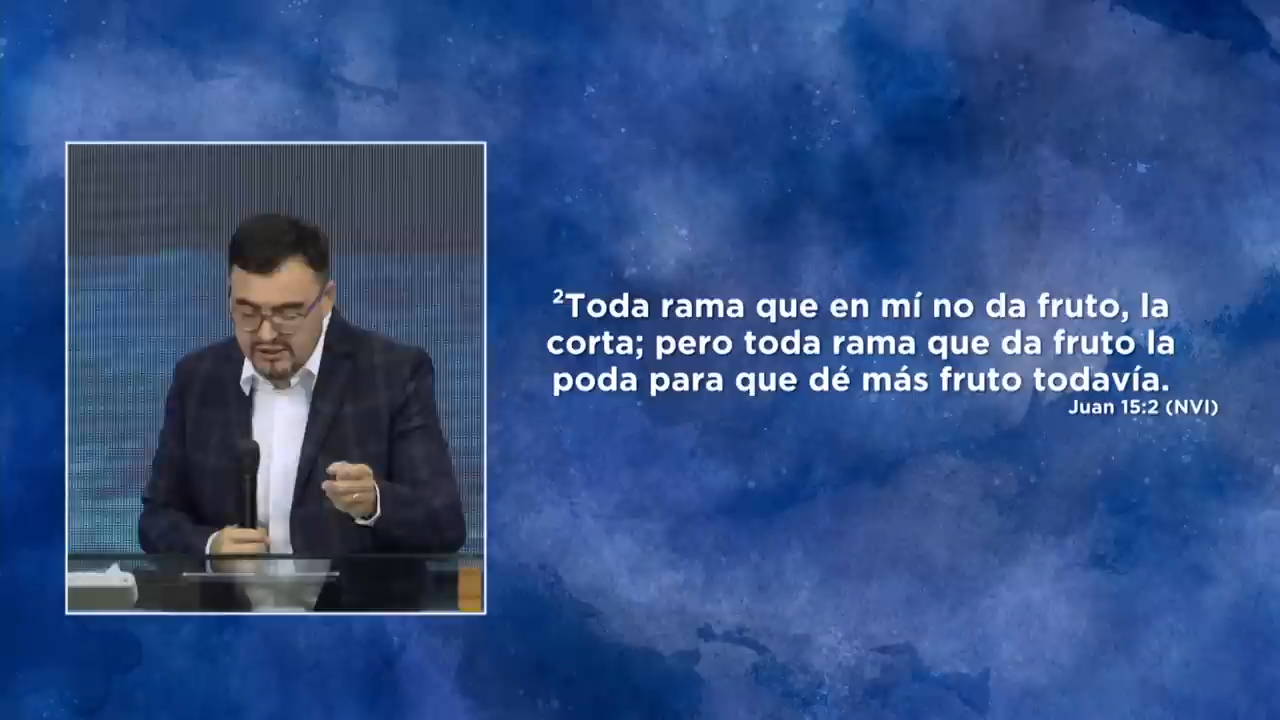 ²Toda rama que en mí no da fruto, la
corta; pero toda rama que da fruto la
poda para que dé más fruto todavía.
Juan 15:2 (NVI)